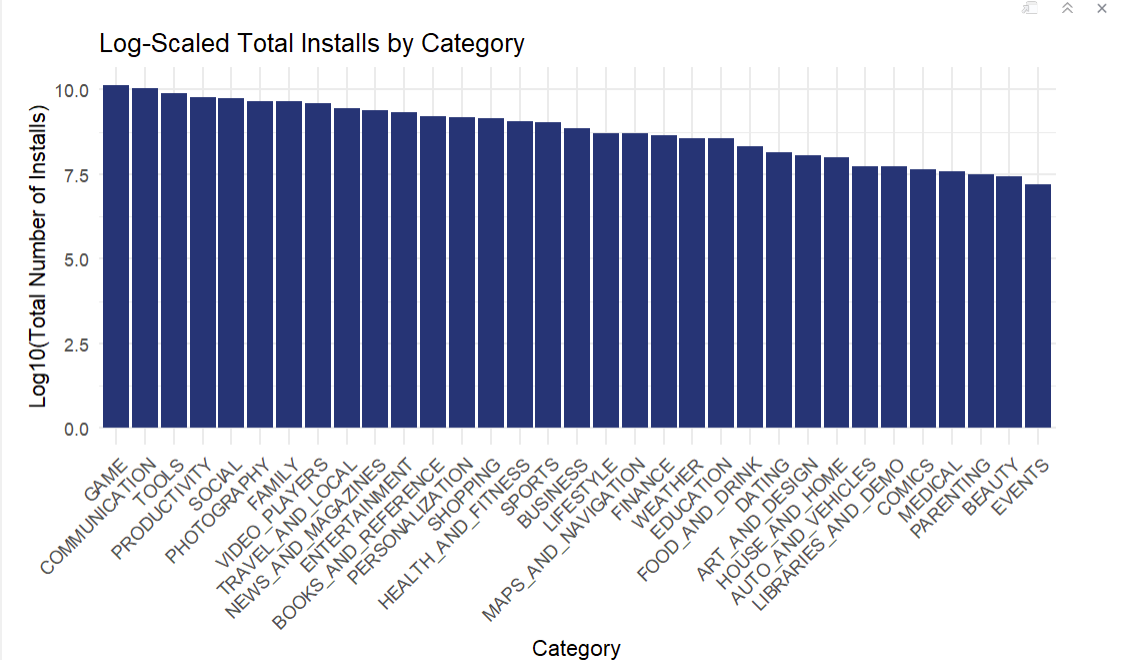 Log-Scaled Total Installs by Category
Log10(Total Number of Installs)
10.0
7.5
5.0
2.5
0.0
GAME
COMMUNICATION
TOOLS
PRODUCTIVITY
SOCIAL
PHOTOGRAPHY
FAMILY
VIDEO_PLAYERS
TRAVEL_AND_LOCAL
NEWS_AND_MAGAZINES
ENTERTAINMENT
BOOKS_AND_REFERENCE
PERSONALIZATION
SHOPPING
HEALTH_AND_FITNESS
SPORTS
BUSINESS
LIFESTYLE
MAPS_AND_NAVIGATION
FINANCE
WEATHER
EDUCATION
FOOD_AND_DRINK
DATING
ART_AND_DESIGN
HOUSE_AND_HOME
AUTO_AND_VEHICLES
LIBRARIES_AND_DEMO
COMICS
MEDICAL
PARENTING
BEAUTY
EVENTS
Category